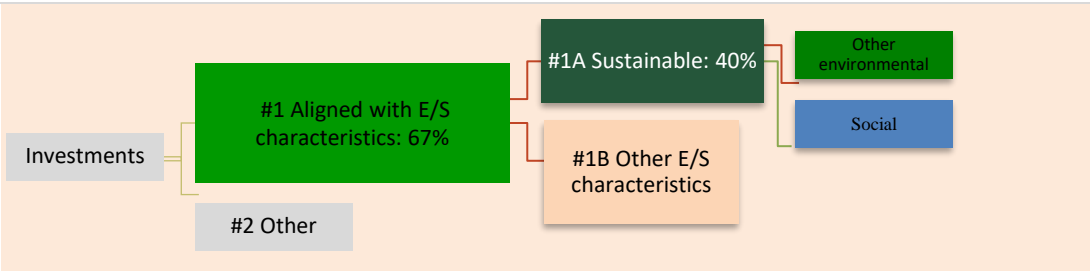 Investments
#1 Aligned with E/S
characteristics: 67%
#2 Other
#1A Sustainable: 40%
#1B Other E/S
characteristics
Other
environmental
Social